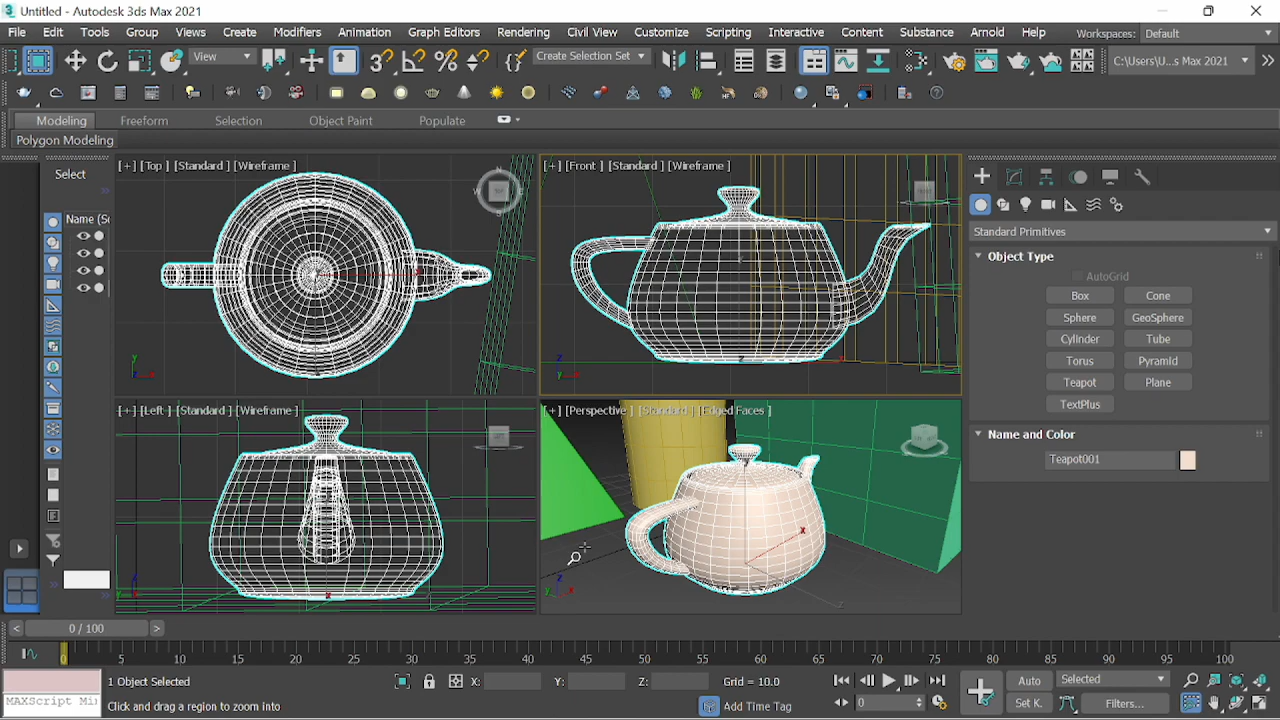 Untitled - Autodesk 3ds Max 2021
File Edit Tools Group Views Create Modifiers Animation Graph Editors Rendering Civil View Customize Scripting Interactive Content Substance Arnold Help Workspaces: Default
View Create Selection Set C:\Users\U...s Max 2021
Modeling Freeform Selection Object Paint Populate
Polygon Modeling
Select
Name (Sc
[+] [Top ] [Standard ] [Wireframe ]
[+] [Front ] [Standard ] [Wireframe ]
[+] [Left ] [Standard ] [Wireframe ]
[+] [Perspective ] [Standard ] [Edged Faces ]
Standard Primitives
Object Type
AutoGrid
Box Cone
Sphere GeoSphere
Cylinder Tube
Torus Pyramid
Teapot Plane
TextPlus
Name and Color
Teapot001
0 / 100
0 5 10 15 20 25 30 35 40 45 50 55 60 65 70 75 80 85 90 95 100
1 Object Selected X: Y: Z: Grid = 10.0 Auto Selected
MAXScript Mi Click and drag a region to zoom into Add Time Tag 0 Set K. Filters...